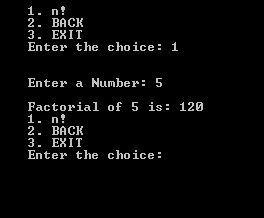 1. n!
2. BACK
3. EXIT
Enter the choice: 1
Enter a Number: 5
Factorial of 5 is: 120
1. n!
2. BACK
3. EXIT
Enter the choice: